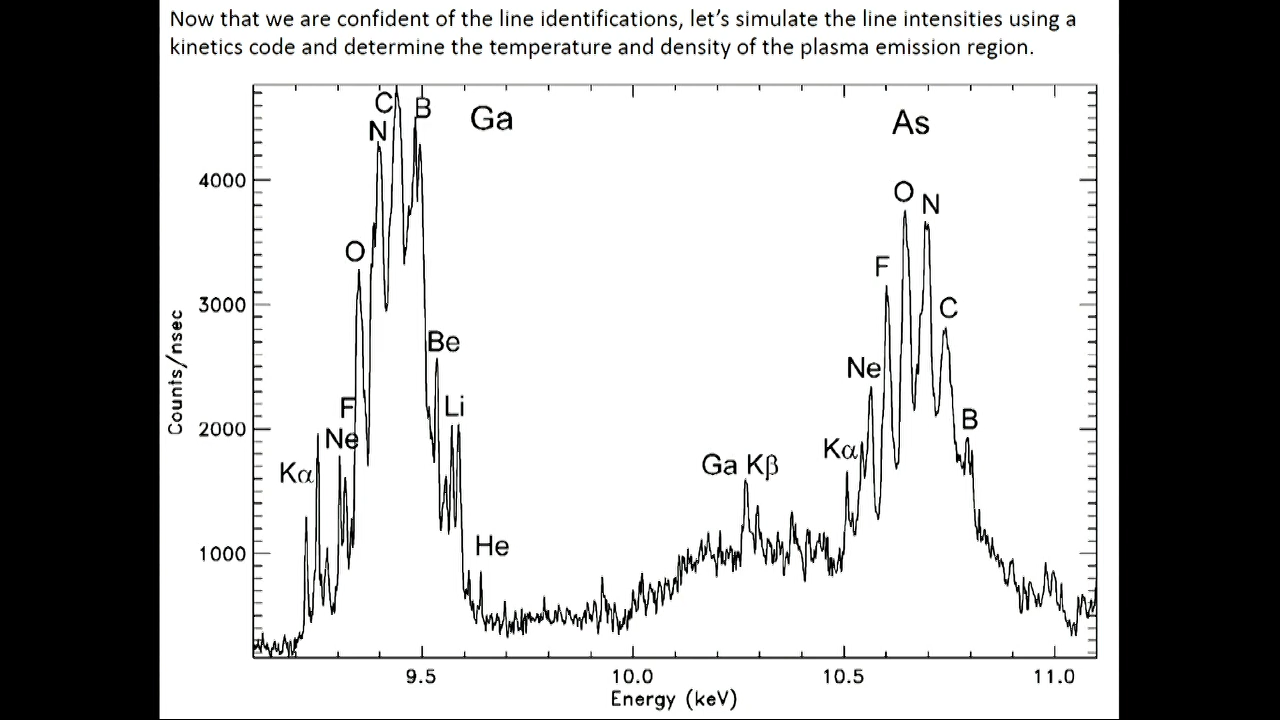 Now that we are confident of the line identifications, let’s simulate the line intensities using a
kinetics code and determine the temperature and density of the plasma emission region.
C
B
Ga
As
N
4000
O
N
O
F
3000
C
Be
Ne
F
Li
2000
Ne
B
Kα
Ga Kβ
Kα
He
1000
Counts/nsec
9.5
10.0
10.5
11.0
Energy (keV)